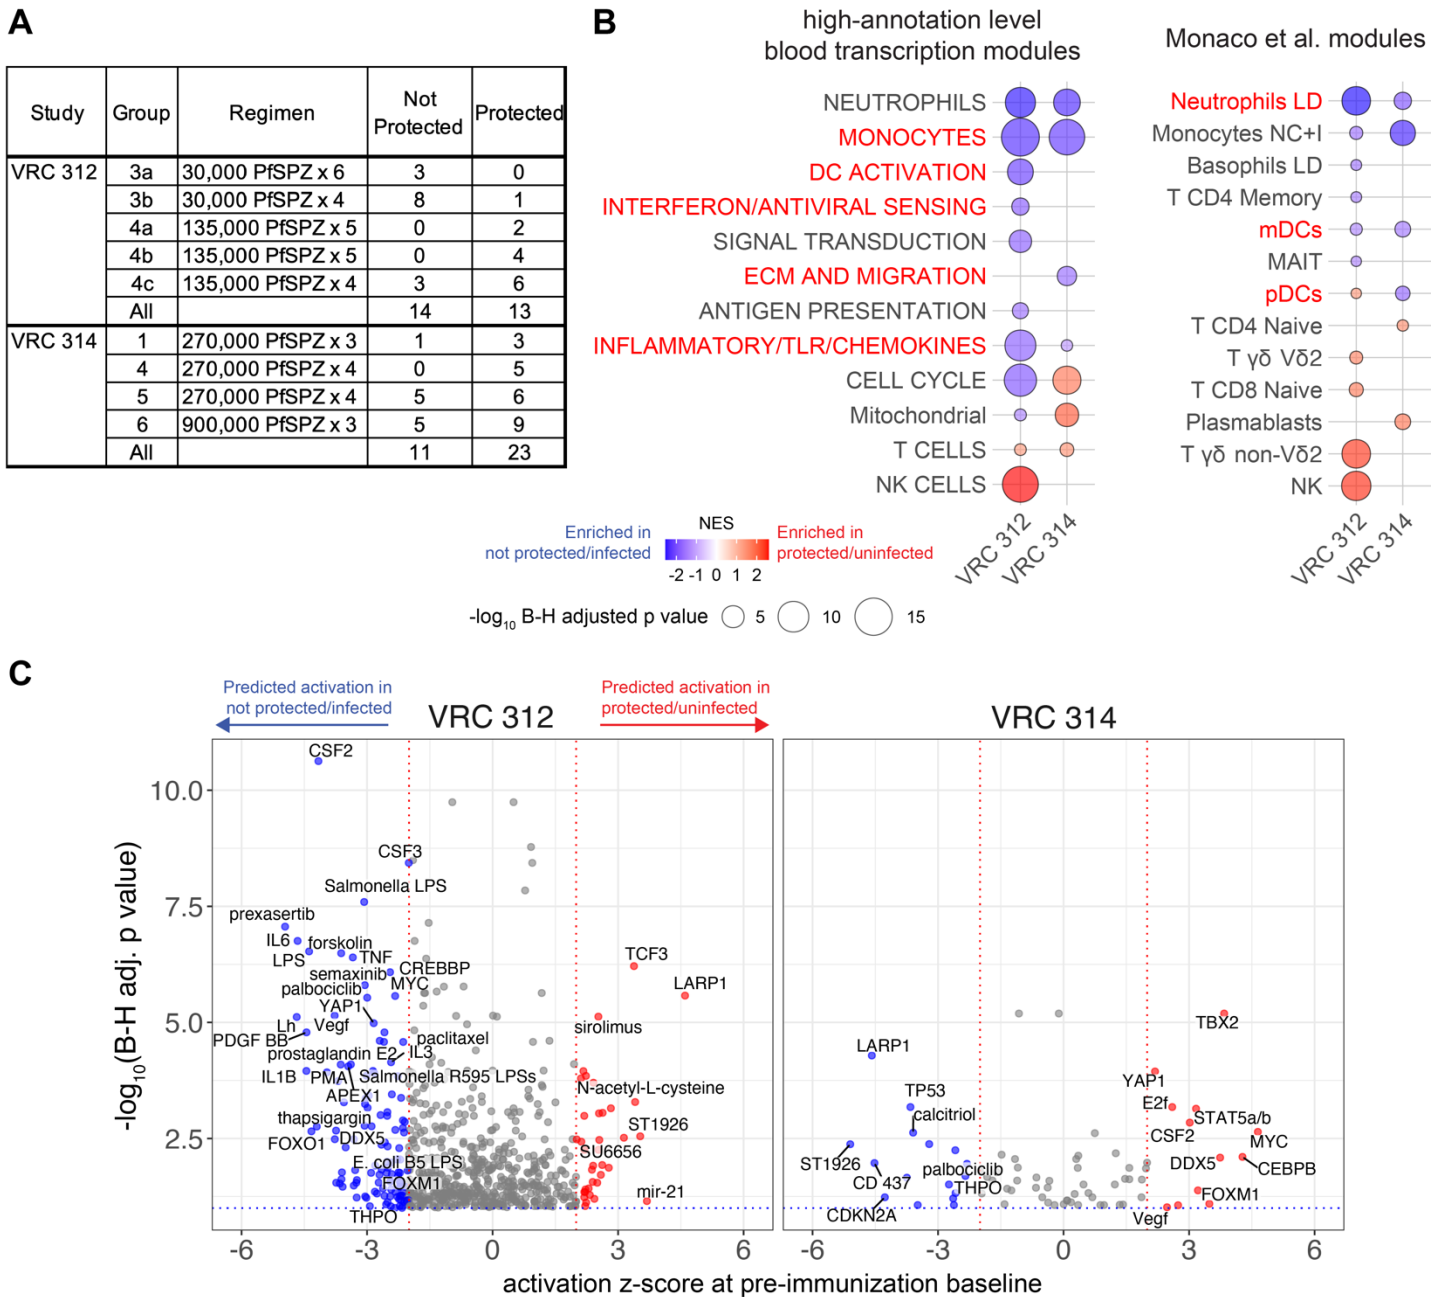 A
Study Group Regimen Not Protected Protected
VRC 312 3a 30,000 PfSPZ x 6 3 0
3b 30,000 PfSPZ x 4 8 1
4a 135,000 PfSPZ x 5 0 2
4b 135,000 PfSPZ x 5 0 4
4c 135,000 PfSPZ x 4 3 6
All 14 13
VRC 314 1 270,000 PfSPZ x 3 1 3
4 270,000 PfSPZ x 4 0 5
5 270,000 PfSPZ x 4 5 6
6 900,000 PfSPZ x 3 5 9
All 11 23
B
high-annotation level
blood transcription modules
NEUTROPHILS
MONOCYTES
DC ACTIVATION
INTERFERON/ANTIVIRAL SENSING
SIGNAL TRANSDUCTION
ECM AND MIGRATION
ANTIGEN PRESENTATION
INFLAMMATORY/TLR/CHEMOKINES
CELL CYCLE
Mitochondrial
T CELLS
NK CELLS
VRC 312
VRC 314
Monaco et al. modules
Neutrophils LD
Monocytes NC+I
Basophils LD
T CD4 Memory
mDCs
MAIT
pDCs
T CD4 Naive
T γδ Vδ2
T CD8 Naive
Plasmablasts
T γδ non-Vδ2
NK
VRC 312
VRC 314
Enriched in
not protected/infected
NES
-2 -1 0 1 2
Enriched in
protected/uninfected
-log10 B-H adjusted p value 5 10 15
C
Predicted activation in
not protected/infected
VRC 312
Predicted activation in
protected/uninfected
VRC 314
-log10(B-H adj. p value)
10.0
7.5
5.0
2.5
CSF2
CSF3
Salmonella LPS
prexasertib
IL6
forskolin
LPS
TNF
semaxinib
CREBBP
palbociclib
MYC
YAP1
Lh
Vegf
PDGF BB
paclitaxel
prostaglandin E2
IL3
IL1B
PMA
Salmonella R595 LPSs
APEX1
thapsigargin
FOXO1
DDX5
E. coli B5 LPS
FOXM1
THPO
TCF3
LARP1
sirolimus
N-acetyl-L-cysteine
ST1926
SU6656
mir-21
LARP1
TP53
calcitriol
ST1926
CD 437
palbociclib
THPO
CDKN2A
TBX2
YAP1
E2f
STAT5a/b
CSF2
MYC
DDX5
CEBPB
FOXM1
Vegf
-6 -3 0 3 6
-6 -3 0 3 6
activation z-score at pre-immunization baseline